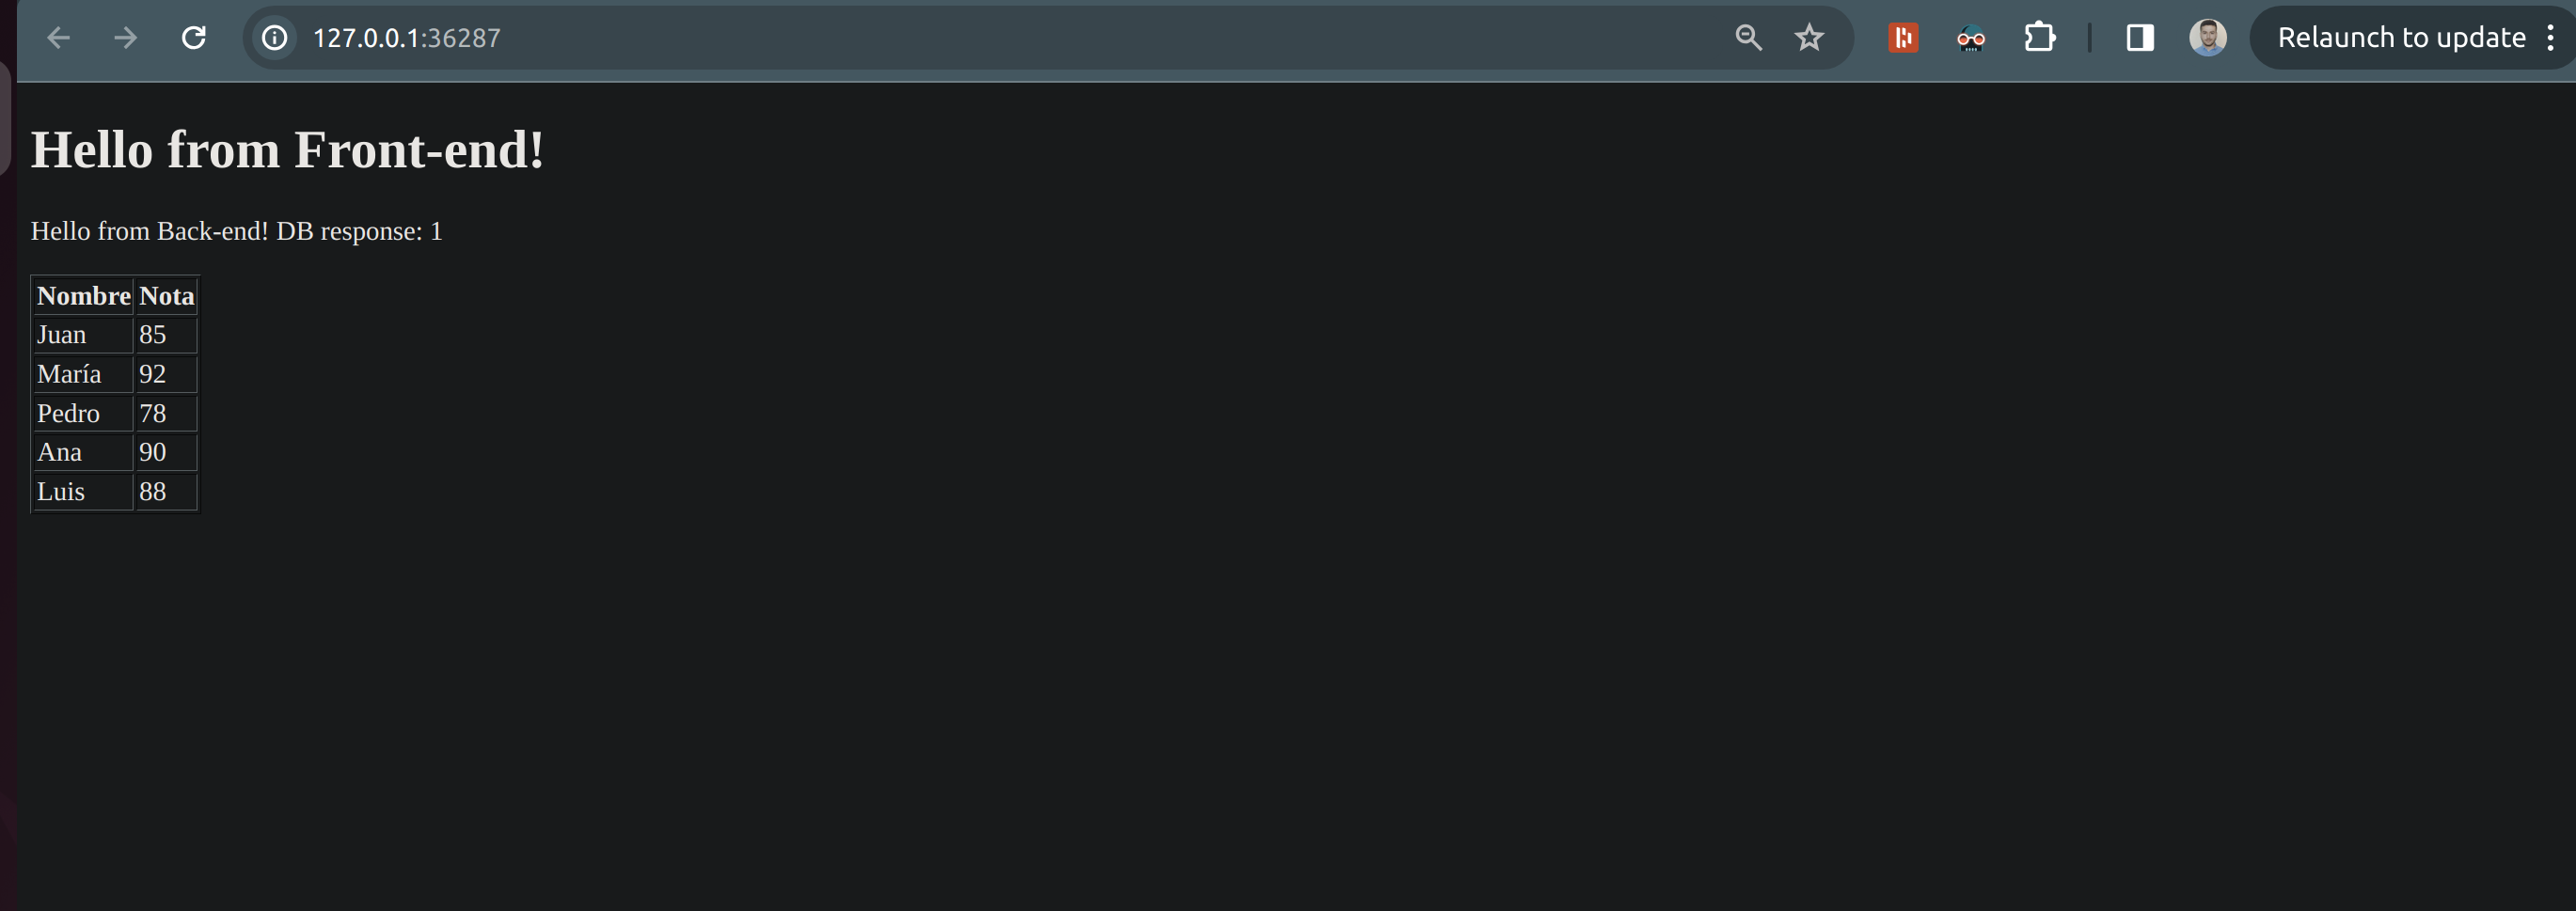 127.0.0.1:36287
Relaunch to update
Hello from Front-end!
Hello from Back-end! DB response: 1
Nombre Nota
Juan 85
María 92
Pedro 78
Ana 90
Luis 88